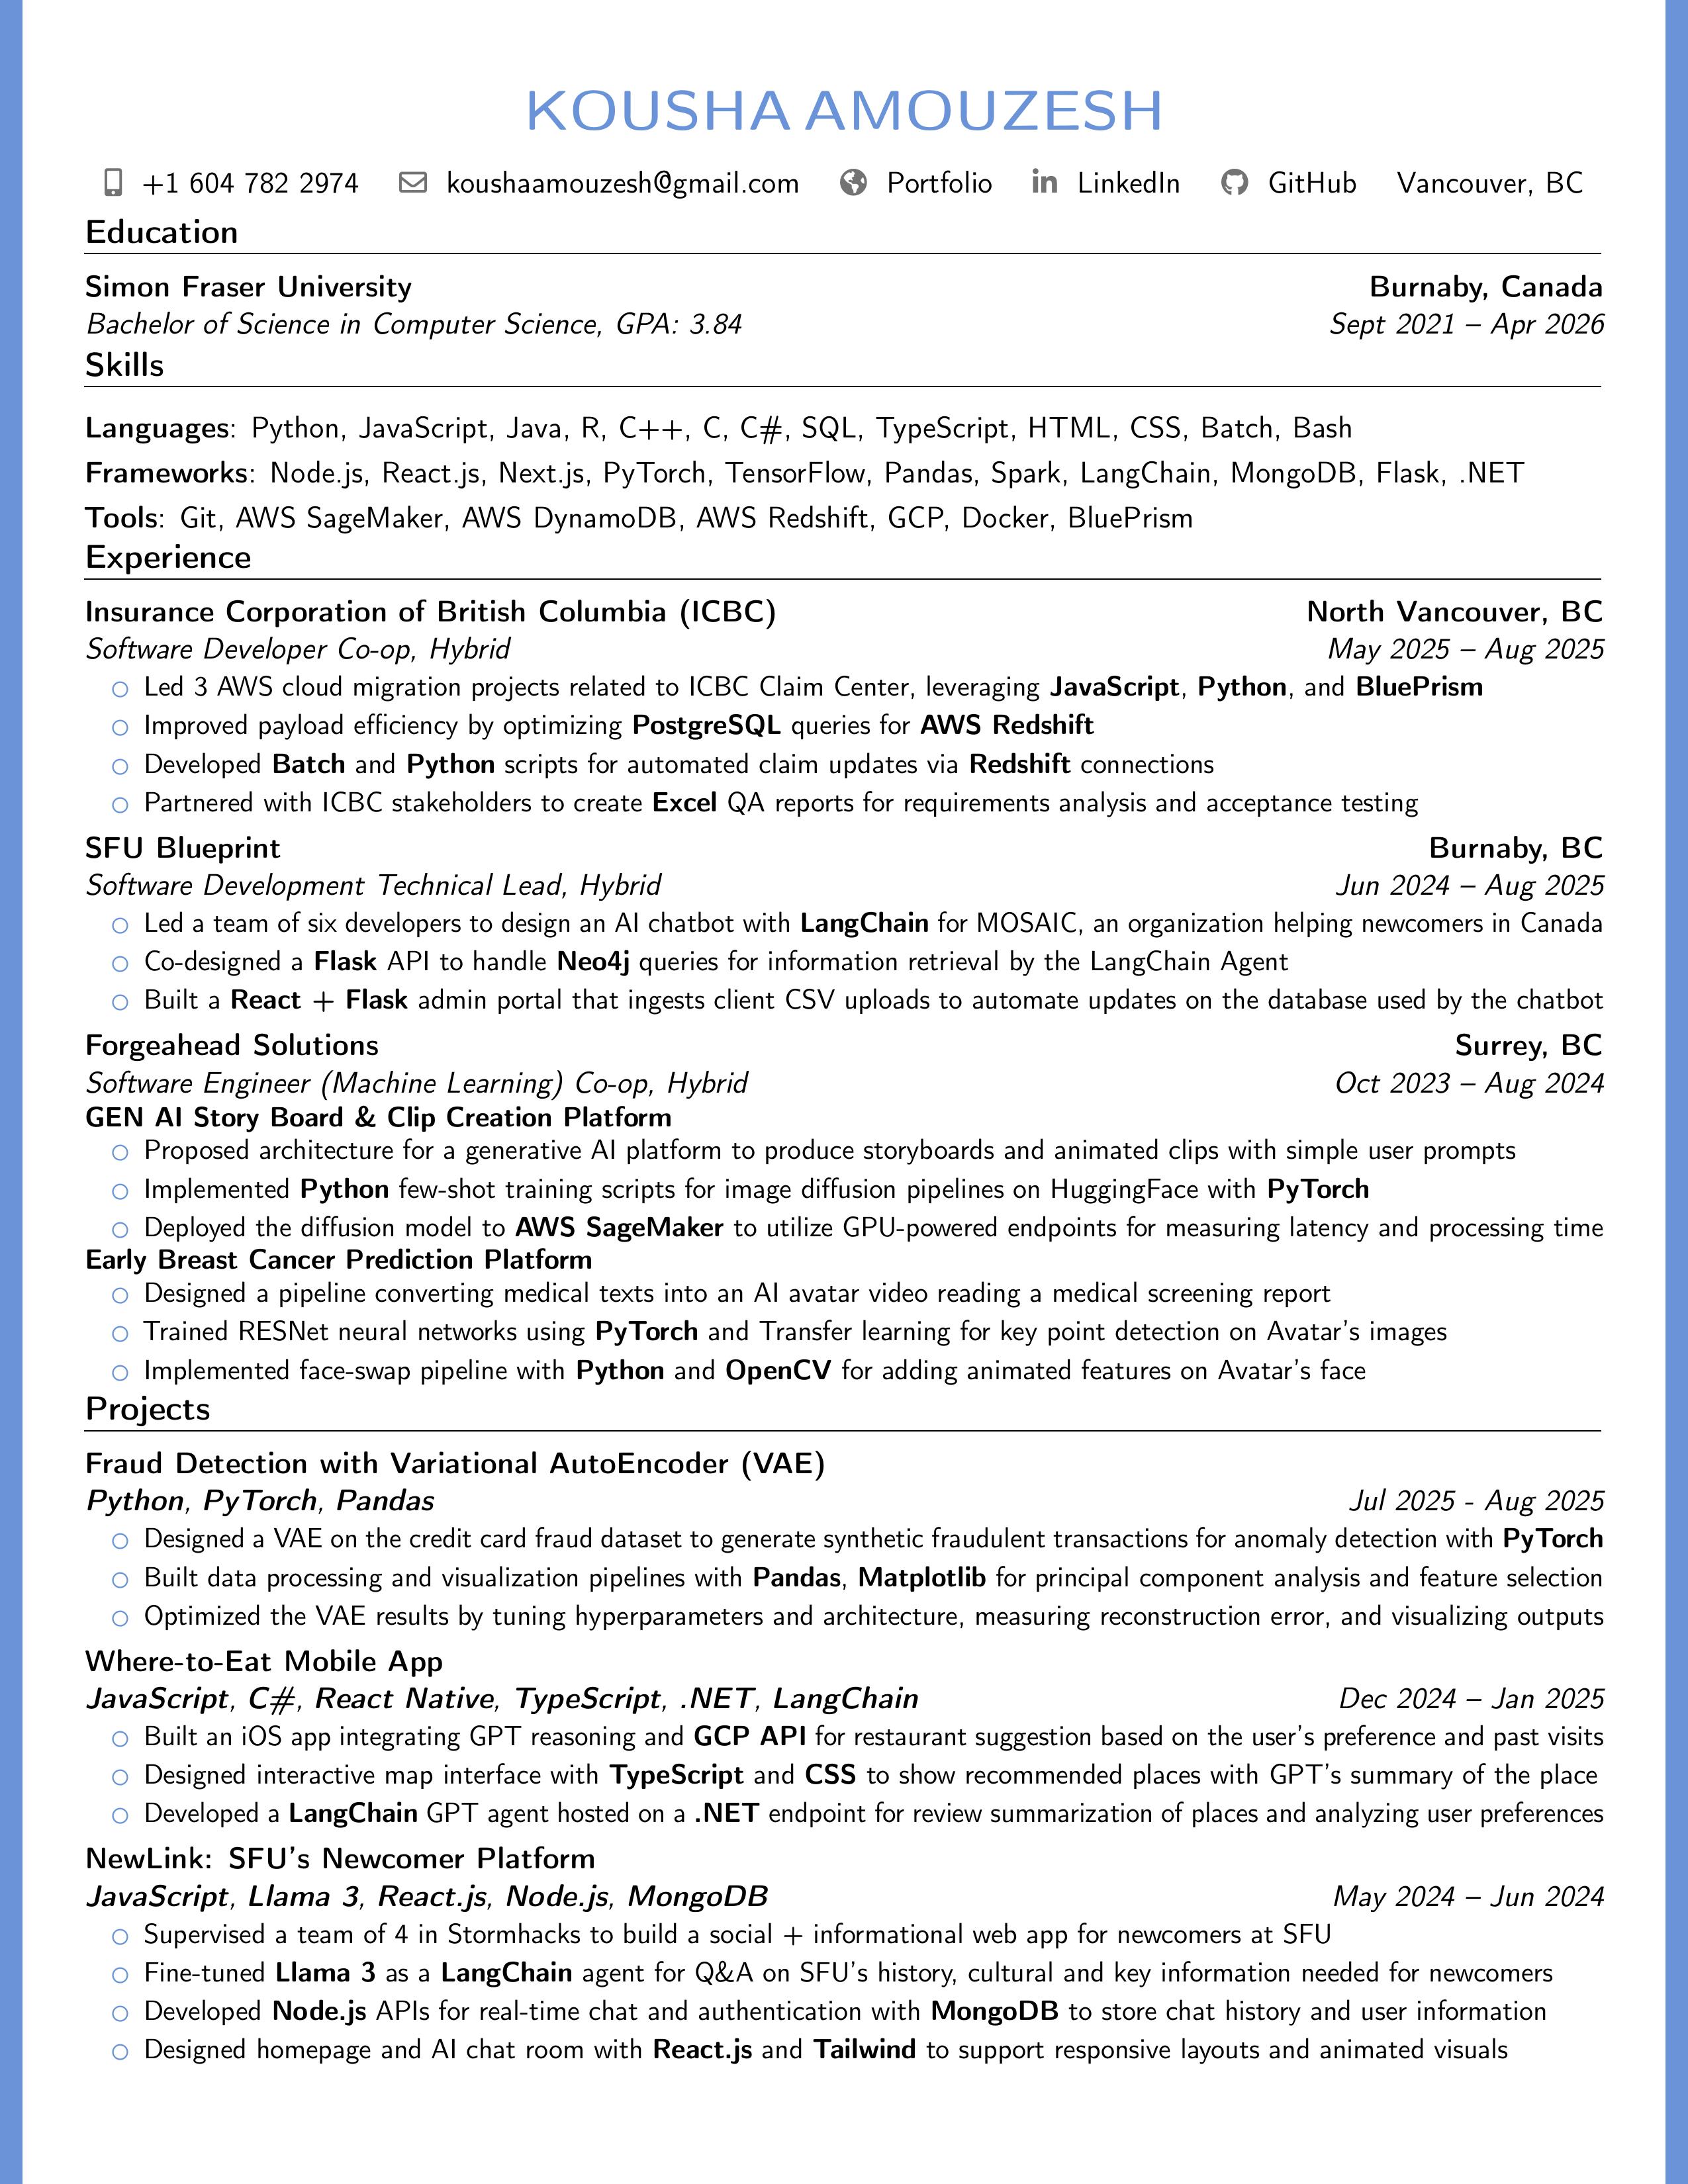 KOUSHA AMOUZESH
+1 604 782 2974 koushaamouzesh@gmail.com Portfolio LinkedIn GitHub Vancouver, BC
Education
Simon Fraser University Burnaby, Canada
Bachelor of Science in Computer Science, GPA: 3.84 Sept 2021 – Apr 2026
Skills
Languages: Python, JavaScript, Java, R, C++, C, C#, SQL, TypeScript, HTML, CSS, Batch, Bash
Frameworks: Node.js, React.js, Next.js, PyTorch, TensorFlow, Pandas, Spark, LangChain, MongoDB, Flask, .NET
Tools: Git, AWS SageMaker, AWS DynamoDB, AWS Redshift, GCP, Docker, BluePrism
Experience
Insurance Corporation of British Columbia (ICBC) North Vancouver, BC
Software Developer Co-op, Hybrid May 2025 – Aug 2025
○ Led 3 AWS cloud migration projects related to ICBC Claim Center, leveraging JavaScript, Python, and BluePrism
○ Improved payload efficiency by optimizing PostgreSQL queries for AWS Redshift
○ Developed Batch and Python scripts for automated claim updates via Redshift connections
○ Partnered with ICBC stakeholders to create Excel QA reports for requirements analysis and acceptance testing
SFU Blueprint Burnaby, BC
Software Development Technical Lead, Hybrid Jun 2024 – Aug 2025
○ Led a team of six developers to design an AI chatbot with LangChain for MOSAIC, an organization helping newcomers in Canada
○ Co-designed a Flask API to handle Neo4j queries for information retrieval by the LangChain Agent
○ Built a React + Flask admin portal that ingests client CSV uploads to automate updates on the database used by the chatbot
Forgeahead Solutions Surrey, BC
Software Engineer (Machine Learning) Co-op, Hybrid Oct 2023 – Aug 2024
GEN AI Story Board & Clip Creation Platform
○ Proposed architecture for a generative AI platform to produce storyboards and animated clips with simple user prompts
○ Implemented Python few-shot training scripts for image diffusion pipelines on HuggingFace with PyTorch
○ Deployed the diffusion model to AWS SageMaker to utilize GPU-powered endpoints for measuring latency and processing time
Early Breast Cancer Prediction Platform
○ Designed a pipeline converting medical texts into an AI avatar video reading a medical screening report
○ Trained RESNet neural networks using PyTorch and Transfer learning for key point detection on Avatar's images
○ Implemented face-swap pipeline with Python and OpenCV for adding animated features on Avatar's face
Projects
Fraud Detection with Variational AutoEncoder (VAE)
Python, PyTorch, Pandas Jul 2025 - Aug 2025
○ Designed a VAE on the credit card fraud dataset to generate synthetic fraudulent transactions for anomaly detection with PyTorch
○ Built data processing and visualization pipelines with Pandas, Matplotlib for principal component analysis and feature selection
○ Optimized the VAE results by tuning hyperparameters and architecture, measuring reconstruction error, and visualizing outputs
Where-to-Eat Mobile App
JavaScript, C#, React Native, TypeScript, .NET, LangChain Dec 2024 – Jan 2025
○ Built an iOS app integrating GPT reasoning and GCP API for restaurant suggestion based on the user's preference and past visits
○ Designed interactive map interface with TypeScript and CSS to show recommended places with GPT's summary of the place
○ Developed a LangChain GPT agent hosted on a .NET endpoint for review summarization of places and analyzing user preferences
NewLink: SFU's Newcomer Platform
JavaScript, Llama 3, React.js, Node.js, MongoDB May 2024 – Jun 2024
○ Supervised a team of 4 in Stormhacks to build a social + informational web app for newcomers at SFU
○ Fine-tuned Llama 3 as a LangChain agent for Q&A on SFU's history, cultural and key information needed for newcomers
○ Developed Node.js APIs for real-time chat and authentication with MongoDB to store chat history and user information
○ Designed homepage and AI chat room with React.js and Tailwind to support responsive layouts and animated visuals